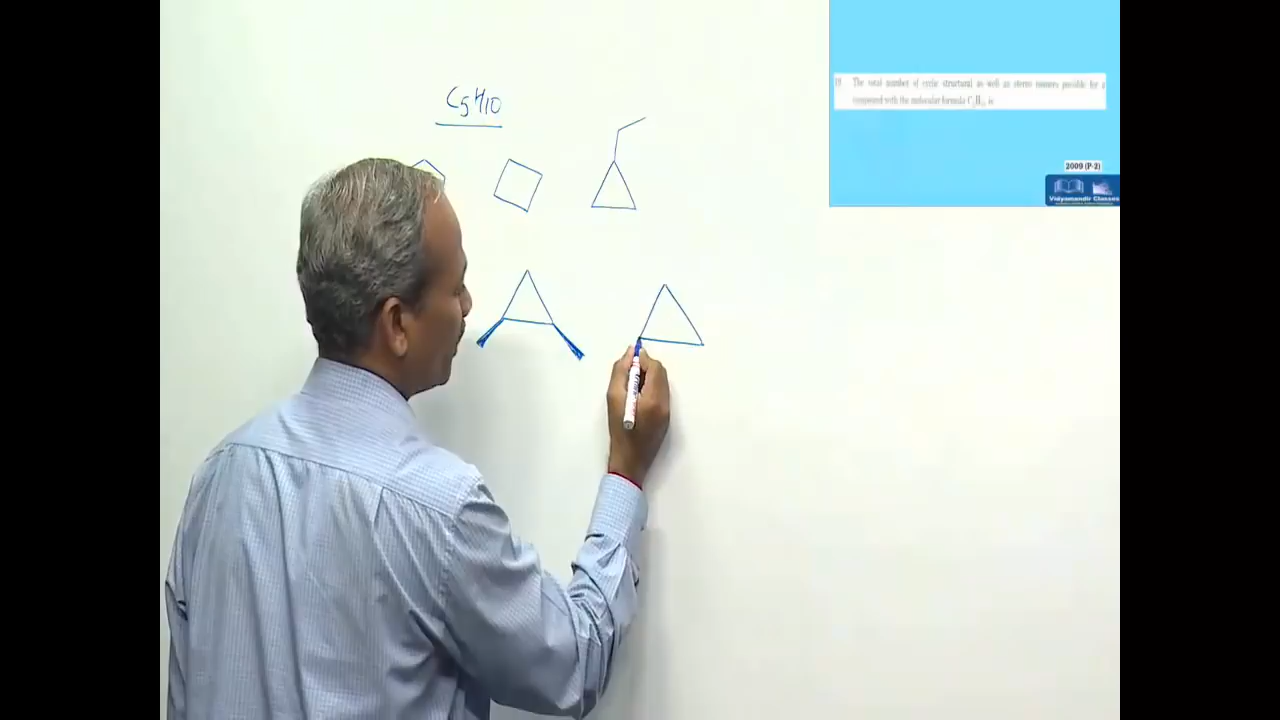 C5H10
19 The total number of cyclic structural as well as stereo isomers possible for a
compound with the molecular formula C5H10 is
2009 (P-2)
Vidyamandir Classes